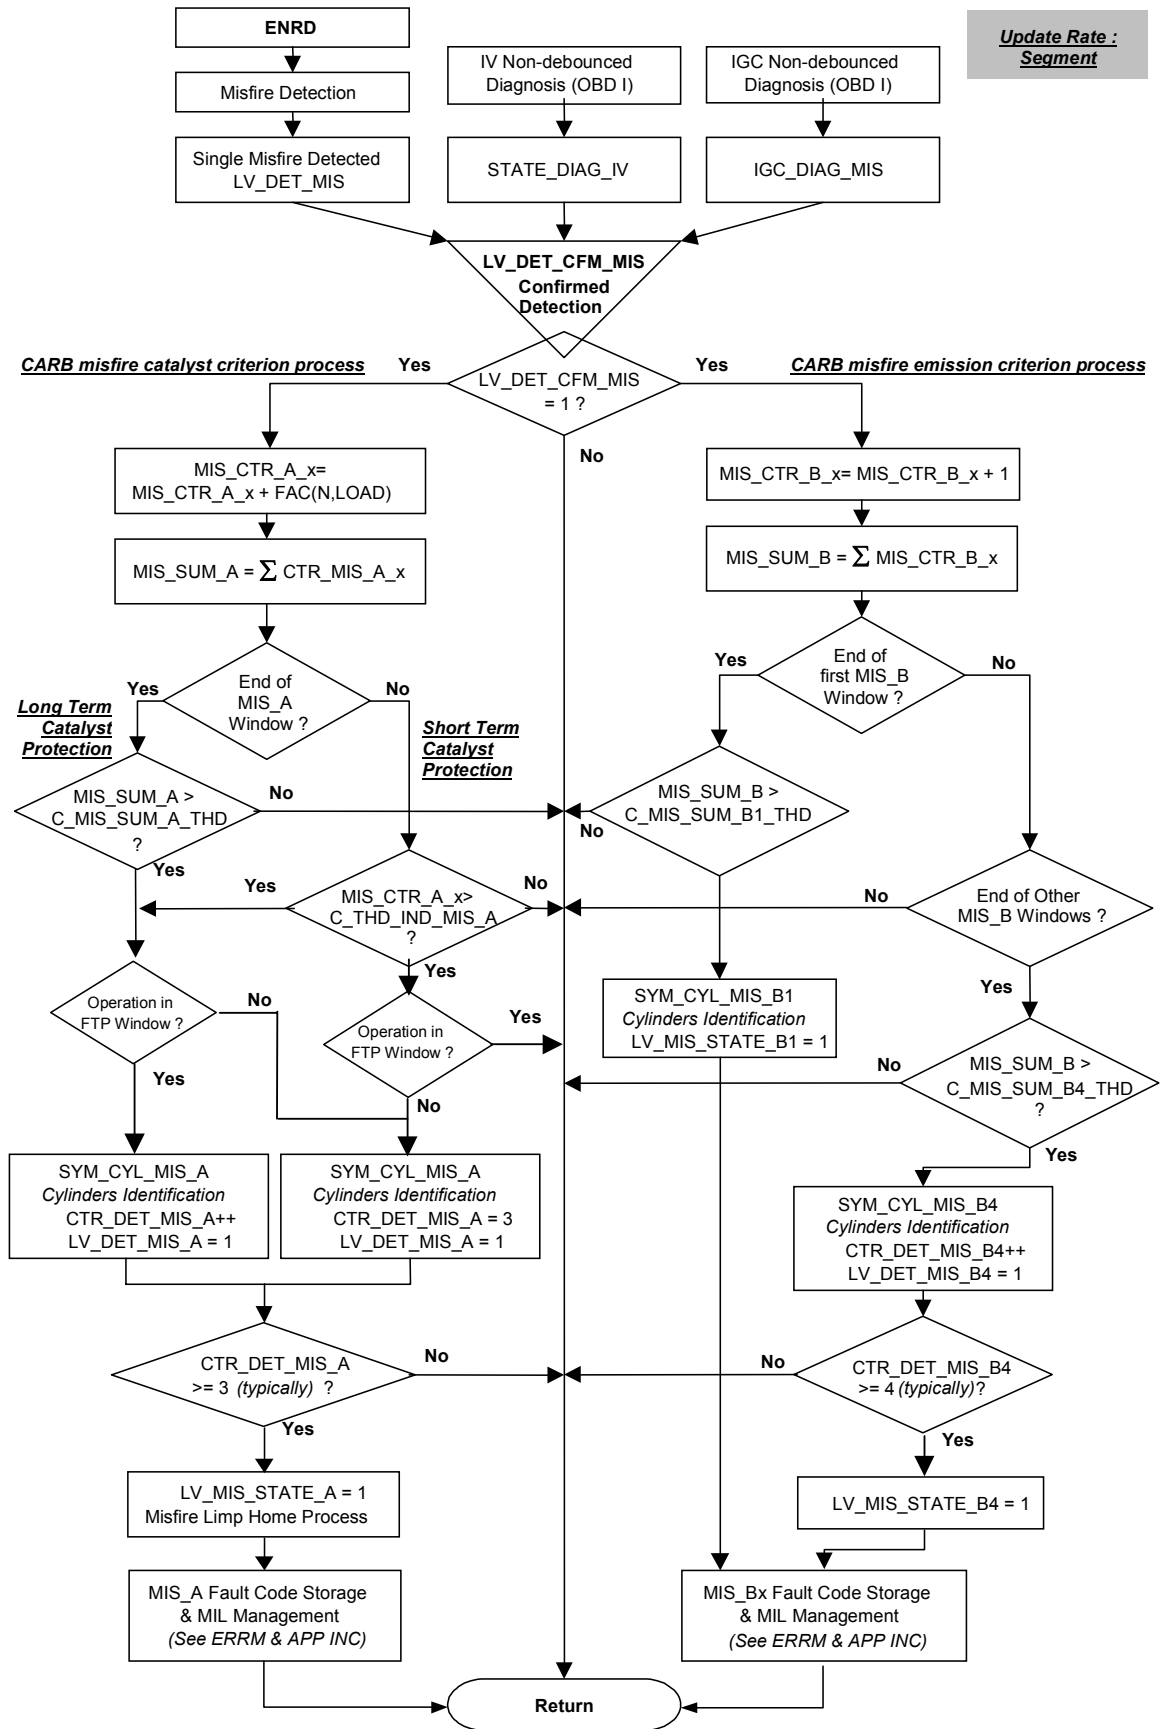 ENRD
Update Rate :
Segment
Misfire Detection
IV Non-debounced
Diagnosis (OBD I)
IGC Non-debounced
Diagnosis (OBD I)
Single Misfire Detected
LV_DET_MIS
STATE_DIAG_IV
IGC_DIAG_MIS
LV_DET_CFM_MIS
Confirmed
Detection
CARB misfire catalyst criterion process
Yes
LV_DET_CFM_MIS
= 1 ?
Yes
CARB misfire emission criterion process
No
MIS_CTR_A_x=
MIS_CTR_A_x + FAC(N,LOAD)
MIS_CTR_B_x= MIS_CTR_B_x + 1
MIS_SUM_A = Σ CTR_MIS_A_x
MIS_SUM_B = Σ MIS_CTR_B_x
Yes
End of
MIS_A
Window ?
No
Yes
End of
first MIS_B
Window ?
No
Long Term
Catalyst
Protection
Short Term
Catalyst
Protection
MIS_SUM_A >
C_MIS_SUM_A_THD
?
No
Yes
MIS_SUM_B >
C_MIS_SUM_B1_THD
No
Yes
MIS_CTR_A_x>
C_THD_IND_MIS_A
?
No
Yes
No
End of Other
MIS_B Windows ?
Yes
Operation in
FTP Window ?
No
Yes
Operation in
FTP Window ?
Yes
No
SYM_CYL_MIS_B1
Cylinders Identification
LV_MIS_STATE_B1 = 1
No
MIS_SUM_B >
C_MIS_SUM_B4_THD
?
Yes
SYM_CYL_MIS_A
Cylinders Identification
CTR_DET_MIS_A++
LV_DET_MIS_A = 1
SYM_CYL_MIS_A
Cylinders Identification
CTR_DET_MIS_A = 3
LV_DET_MIS_A = 1
SYM_CYL_MIS_B4
Cylinders Identification
CTR_DET_MIS_B4++
LV_DET_MIS_B4 = 1
CTR_DET_MIS_A
>= 3 (typically) ?
No
Yes
No
CTR_DET_MIS_B4
>= 4 (typically)?
Yes
LV_MIS_STATE_A = 1
Misfire Limp Home Process
LV_MIS_STATE_B4 = 1
MIS_A Fault Code Storage
& MIL Management
(See ERRM & APP INC)
MIS_Bx Fault Code Storage
& MIL Management
(See ERRM & APP INC)
Return